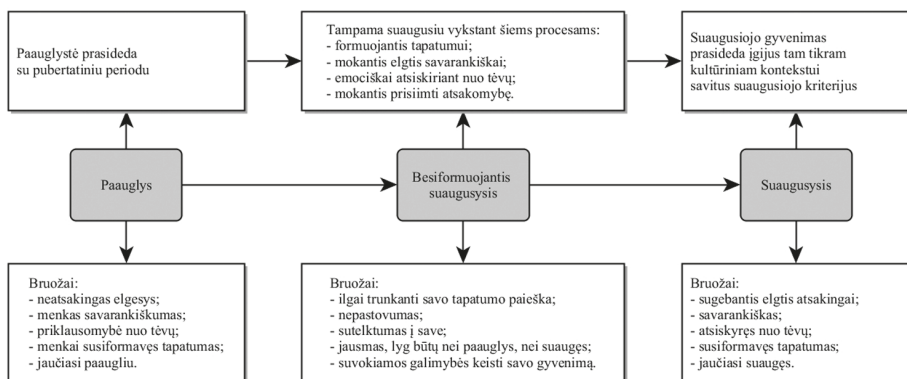 Paauglystė prasideda
su pubertatiniu periodu
Tampama suaugusiu vykstant šiems procesams:
- formuojantis tapatumui;
- mokantis elgtis savarankiškai;
- emociškai atsiskiriant nuo tėvų;
- mokantis prisiimti atsakomybę.
Suaugusiojo gyvenimas
prasideda įgijus tam tikram
kultūriniam kontekstui
savitus suaugusiojo kriterijus
Paauglys
Besiformuojantis
suaugusysis
Suaugusysis
Bruožai:
- neatsakingas elgesys;
- menkas savarankiškumas;
- priklausomybė nuo tėvų;
- menkai susiformavęs tapatumas;
- jaučiasi paaugliu.
Bruožai:
- ilgai trunkanti savo tapatumo paieška;
- nepastovumas;
- sutelktumas į save;
- jausmas, lyg būtų nei paauglys, nei suaugęs;
- suvokiamos galimybės keisti savo gyvenimą.
Bruožai:
- sugebantis elgtis atsakingai;
- savarankiškas;
- atsiskyręs nuo tėvų;
- susiformavęs tapatumas;
- jaučiasi suaugęs.